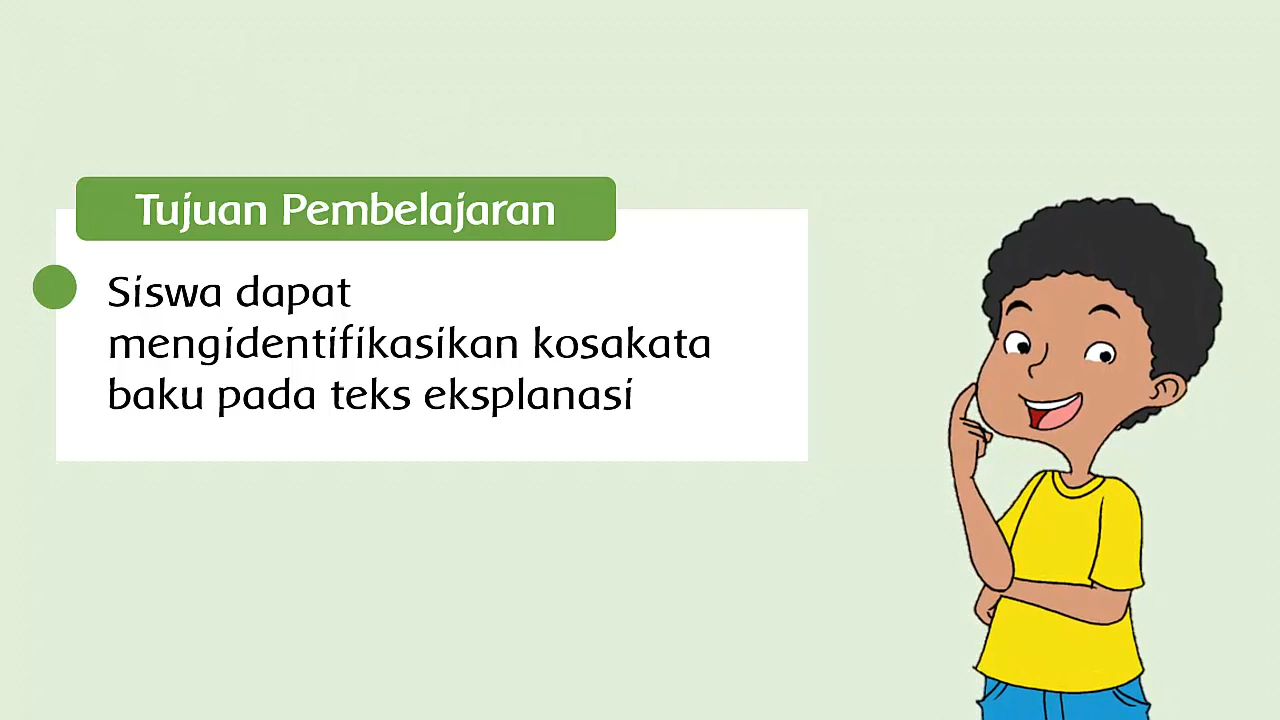 Tujuan Pembelajaran
Siswa dapat
mengidentifikasikan kosakata
baku pada teks eksplanasi